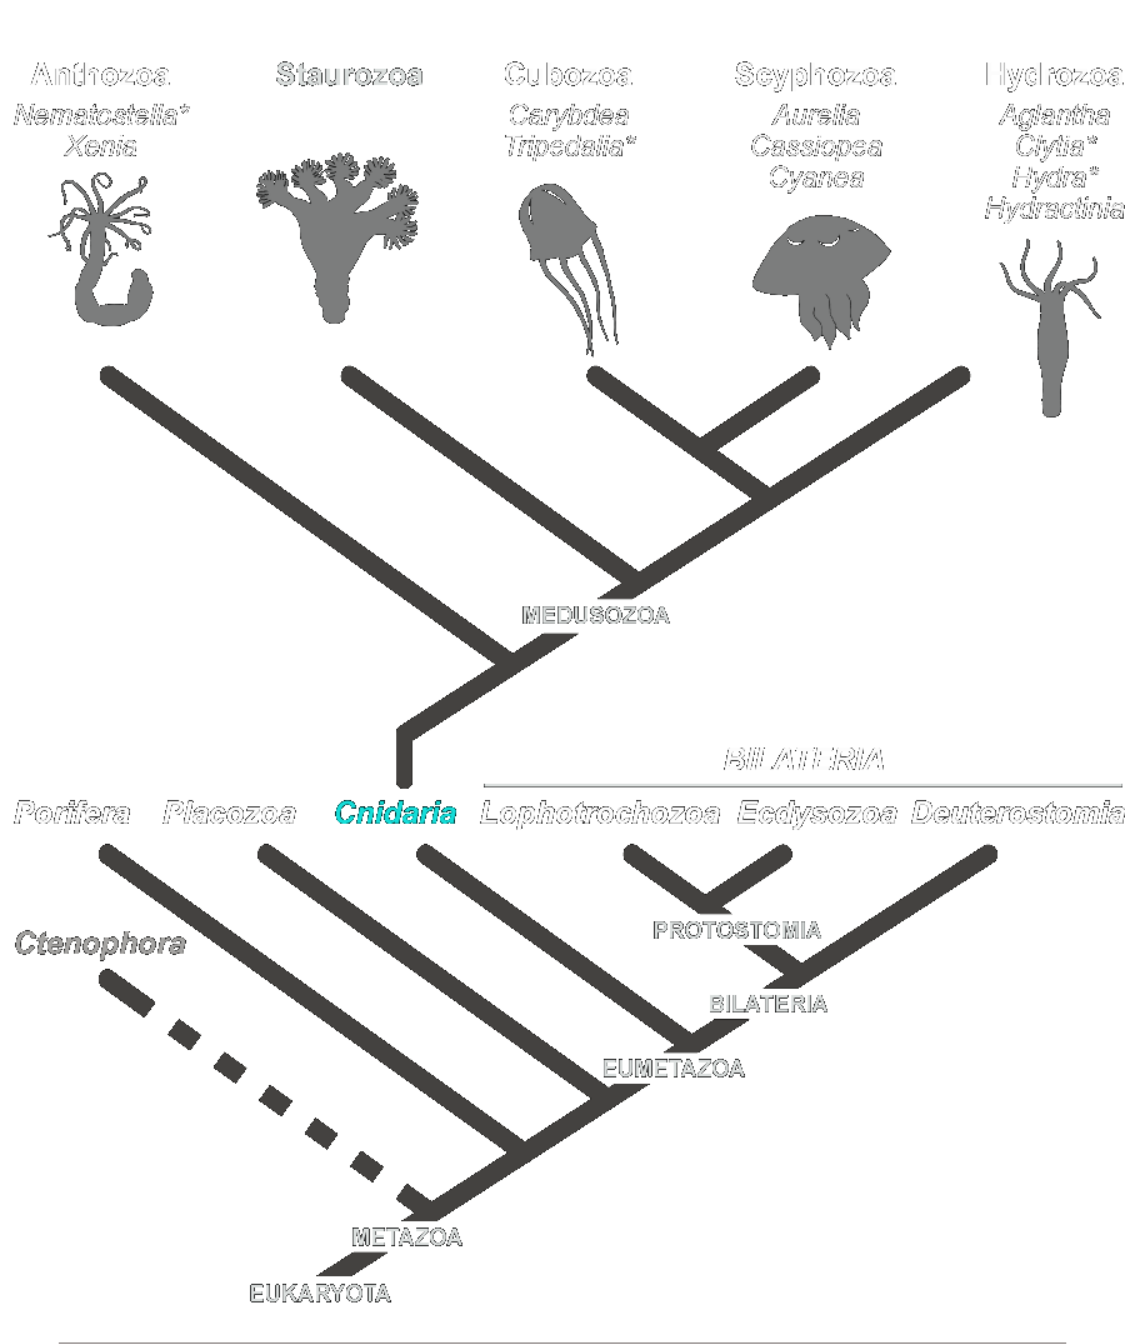 Anthozoa Staurozoa Cubozoa Scyphozoa Hydrozoa
Nematostella* Carybdea Aurelia Aglantha
Xenia Tripedalia* Cassiopea Clytia*
Cyanea Hydra*
Hydractinia
MEDUSOZOA
BILATERIA
Porifera Placozoa Cnidaria Lophotrochozoa Ecdysozoa Deuterostomia
PROTOSTOMIA
Ctenophora
BILATERIA
EUMETAZOA
METAZOA
EUKARYOTA